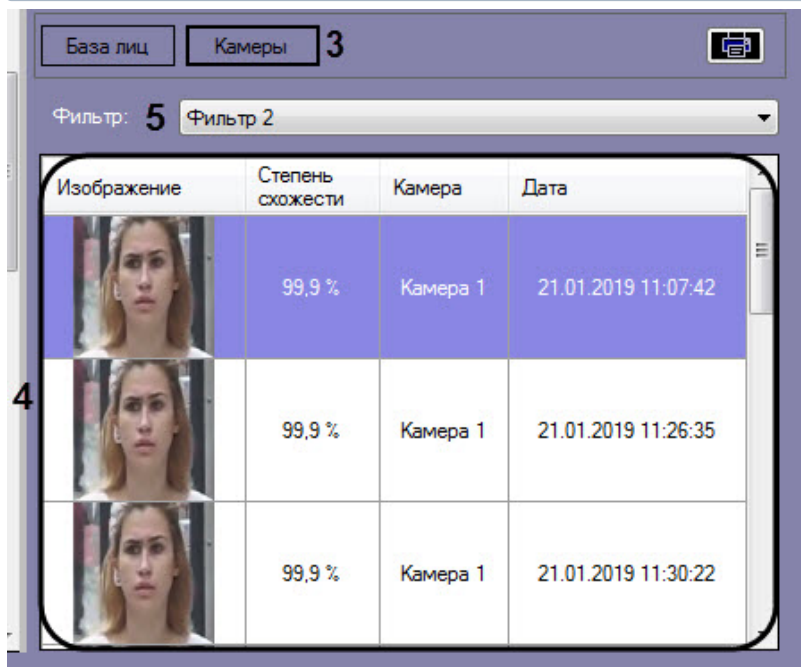 База лиц Камеры 3
Фильтр: 5 Фильтр 2
Изображение Степень схожести Камера Дата
99,9 % Камера 1 21.01.2019 11:07:42
4
99,9 % Камера 1 21.01.2019 11:26:35
99,9 % Камера 1 21.01.2019 11:30:22